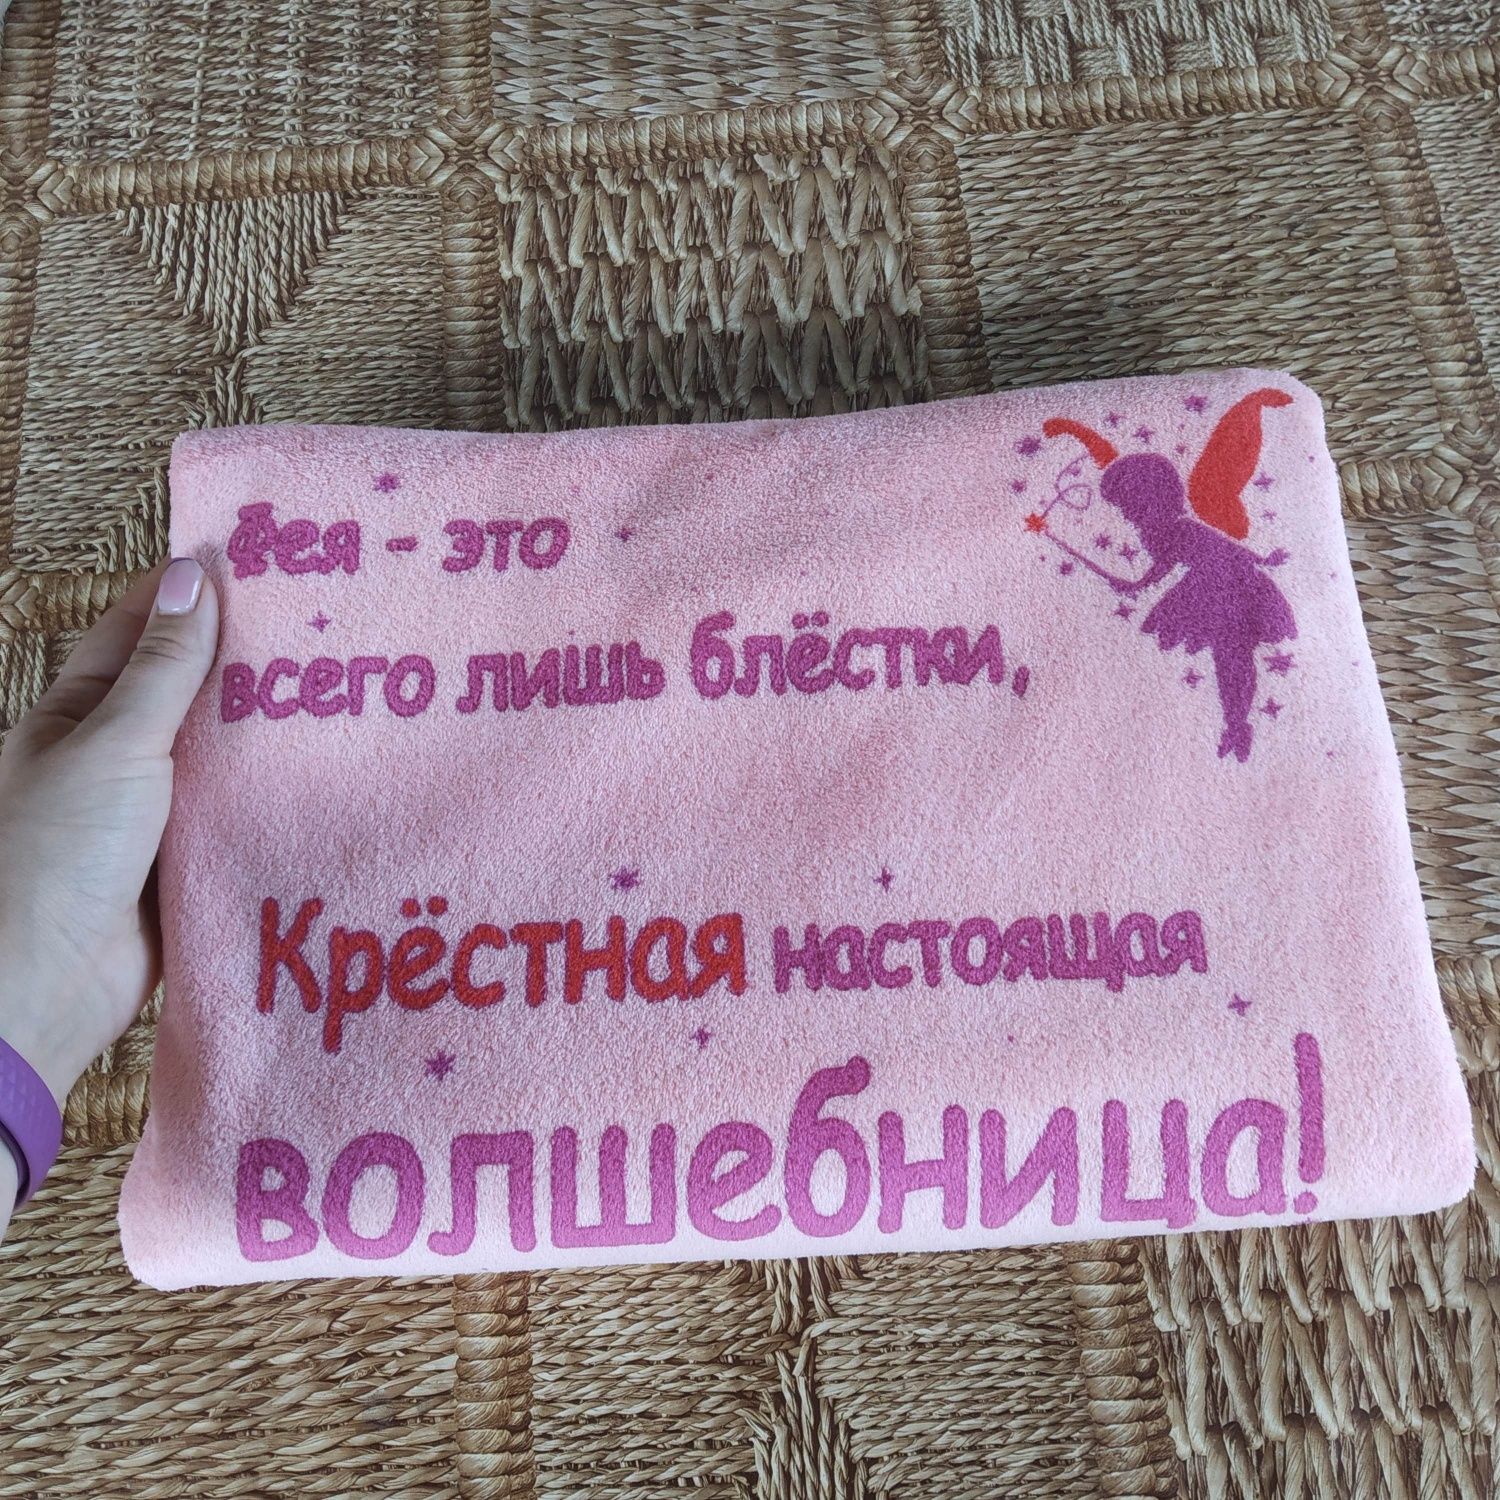 Фея - это
всего лишь блёстки,
Крёстная настоящая
волшебница!